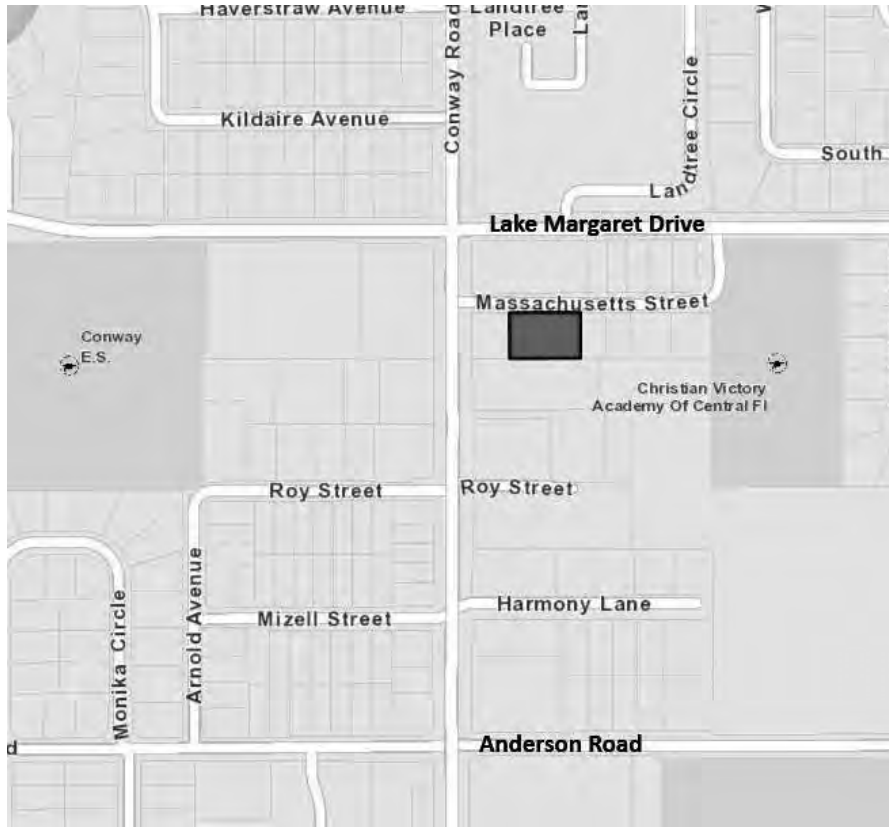 Haverstraw Avenue
Landtree
Place
Conway Road
Kildaire Avenue
Landtree Circle
South
Lake Margaret Drive
Massachusetts Street
Conway
E.S.
Christian Victory
Academy Of Central Fl
Roy Street
Roy Street
Harmony Lane
Mizell Street
Arnold Avenue
Monika Circle
d
Anderson Road